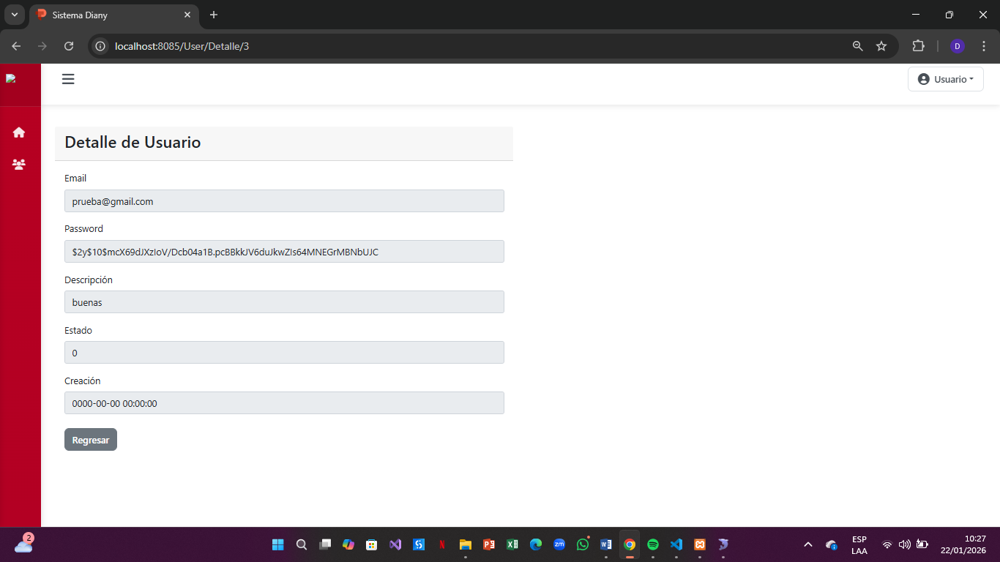 Sistema Diany
localhost:8085/User/Detalle/3
D
Usuario
Detalle de Usuario
Email
prueba@gmail.com
Password
$2y$10$mcX69dJXzIoV/Dcb04a1B.pcBBkkJV6duJkwZIs64MNEGrMBNbUJC
Descripción
buenas
Estado
0
Creación
0000-00-00 00:00:00
Regresar
2
zm
ESP
LAA
10:27
22/01/2026